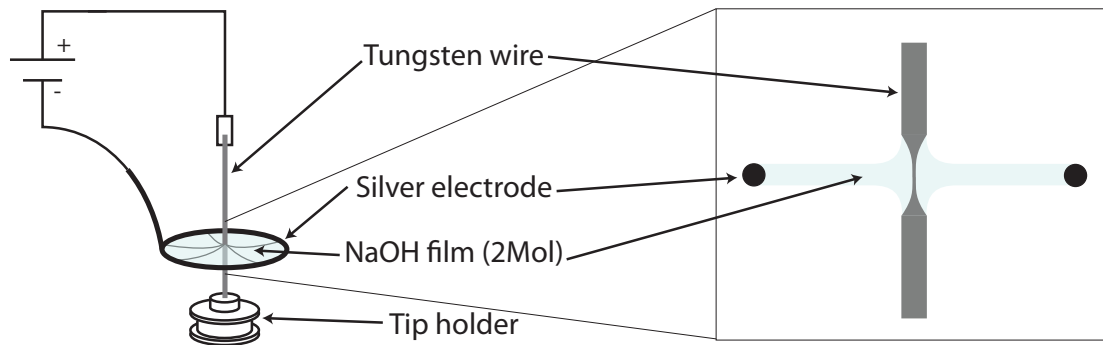 +
-
Tungsten wire
Silver electrode
NaOH film (2Mol)
Tip holder